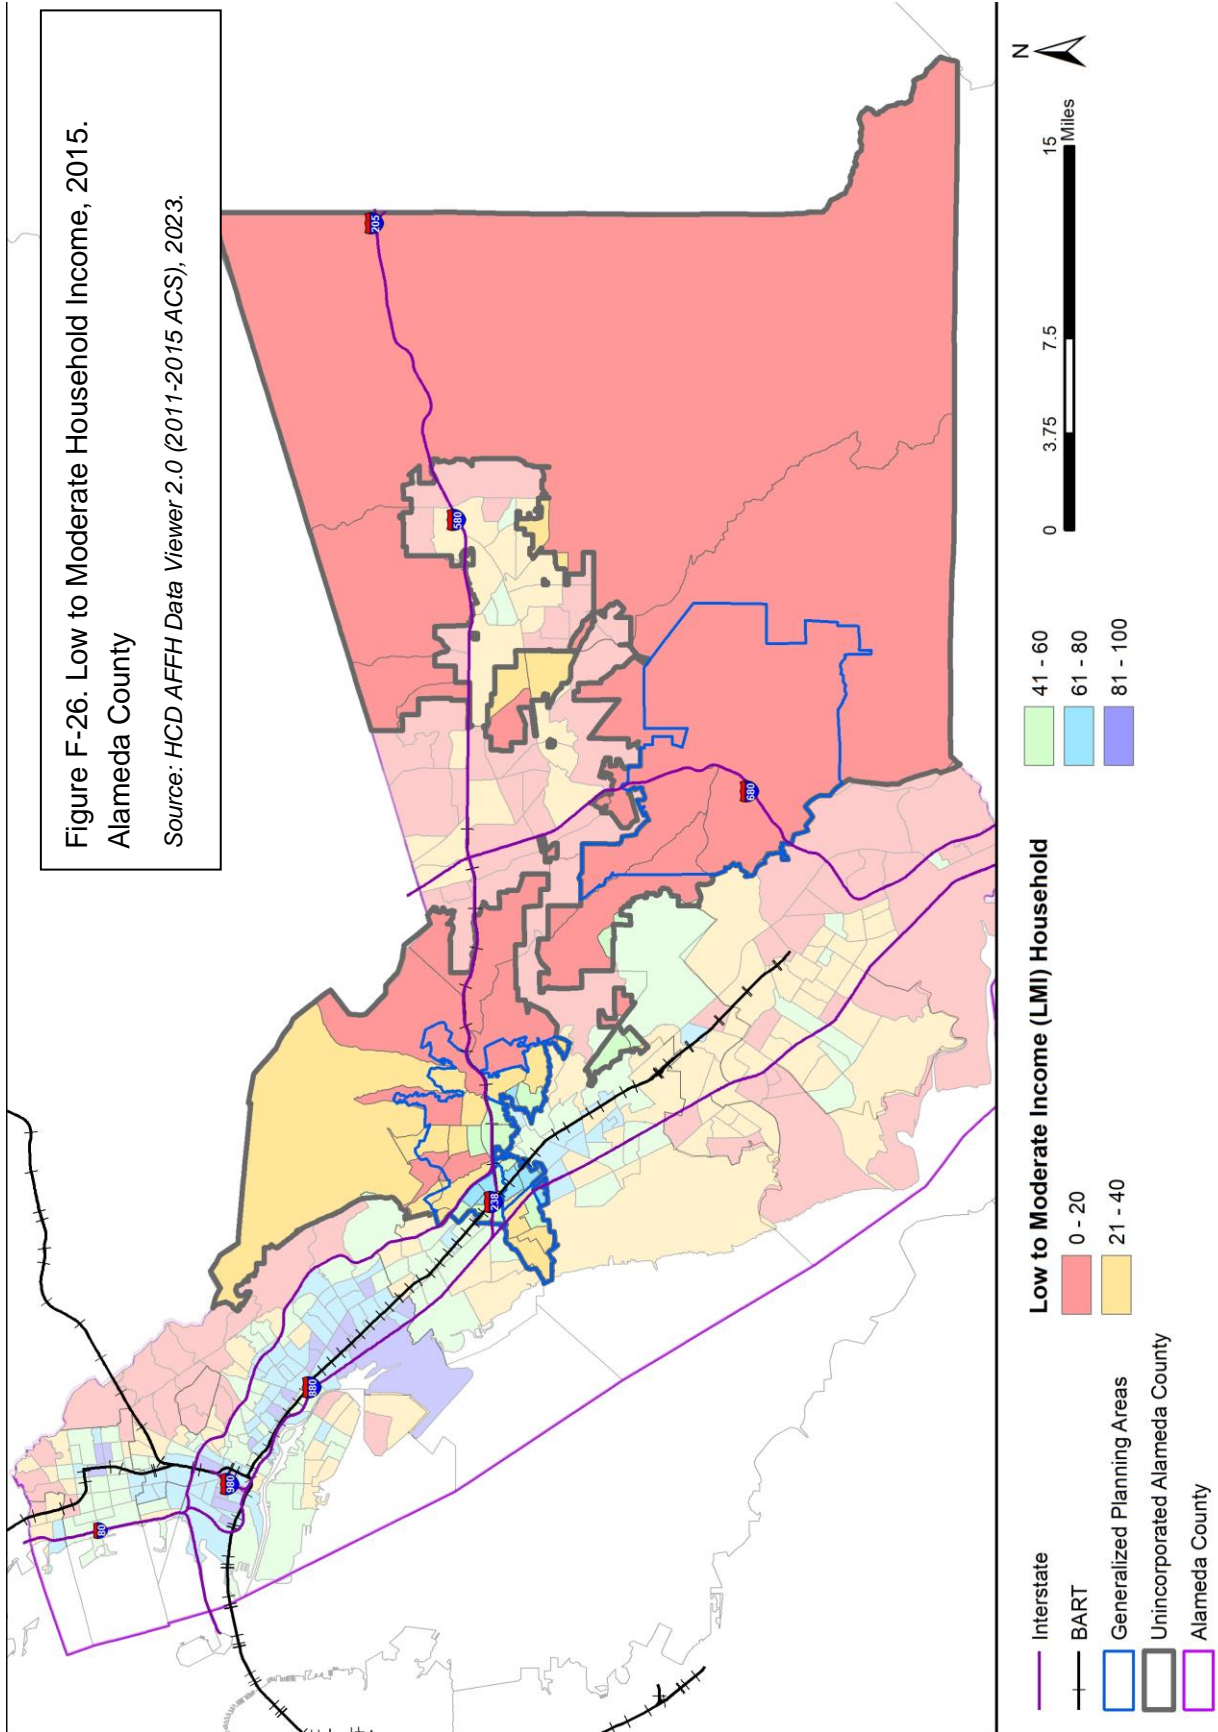 Figure F-26. Low to Moderate Household Income, 2015.
Alameda County
Source: HCD AFFH Data Viewer 2.0 (2011-2015 ACS), 2023.
80
980
880
238
580
205
680
Interstate
BART
Generalized Planning Areas
Unincorporated Alameda County
Alameda County
Low to Moderate Income (LMI) Household
0 - 20
21 - 40
41 - 60
61 - 80
81 - 100
0 3.75 7.5 15
Miles
N